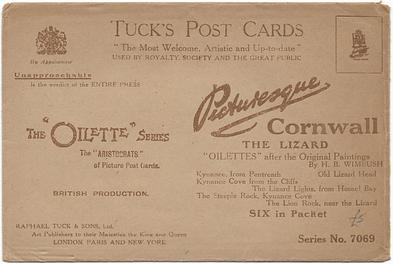 TUCK'S POST CARDS
"The Most Welcome, Artistic and Up-to-date"
USED BY ROYALTY, SOCIETY AND THE GREAT PUBLIC
By Appointment
Unapproachable
is the verdict of the ENTIRE PRESS
THE "OILETTE" SERIES
The "ARISTOCRATS."
of Picture Post Cards.
BRITISH PRODUCTION.
RAPHAEL TUCK & SONS, Ltd.
Art Publishers to their Majesties the King and Queen
LONDON PARIS AND NEW YORK
Picturesque
Cornwall
THE LIZARD
"OILETTES" after the Original Paintings
By H. B. WIMBUSH
Kynance, from Pentreath Old Lizard Head
Kynance Cove from the Cliffs
The Lizard Lights, from Housel Bay
The Steeple Rock, Kynance Cove
The Lion Rock, near the Lizard
SIX in Packet
Series No. 7069